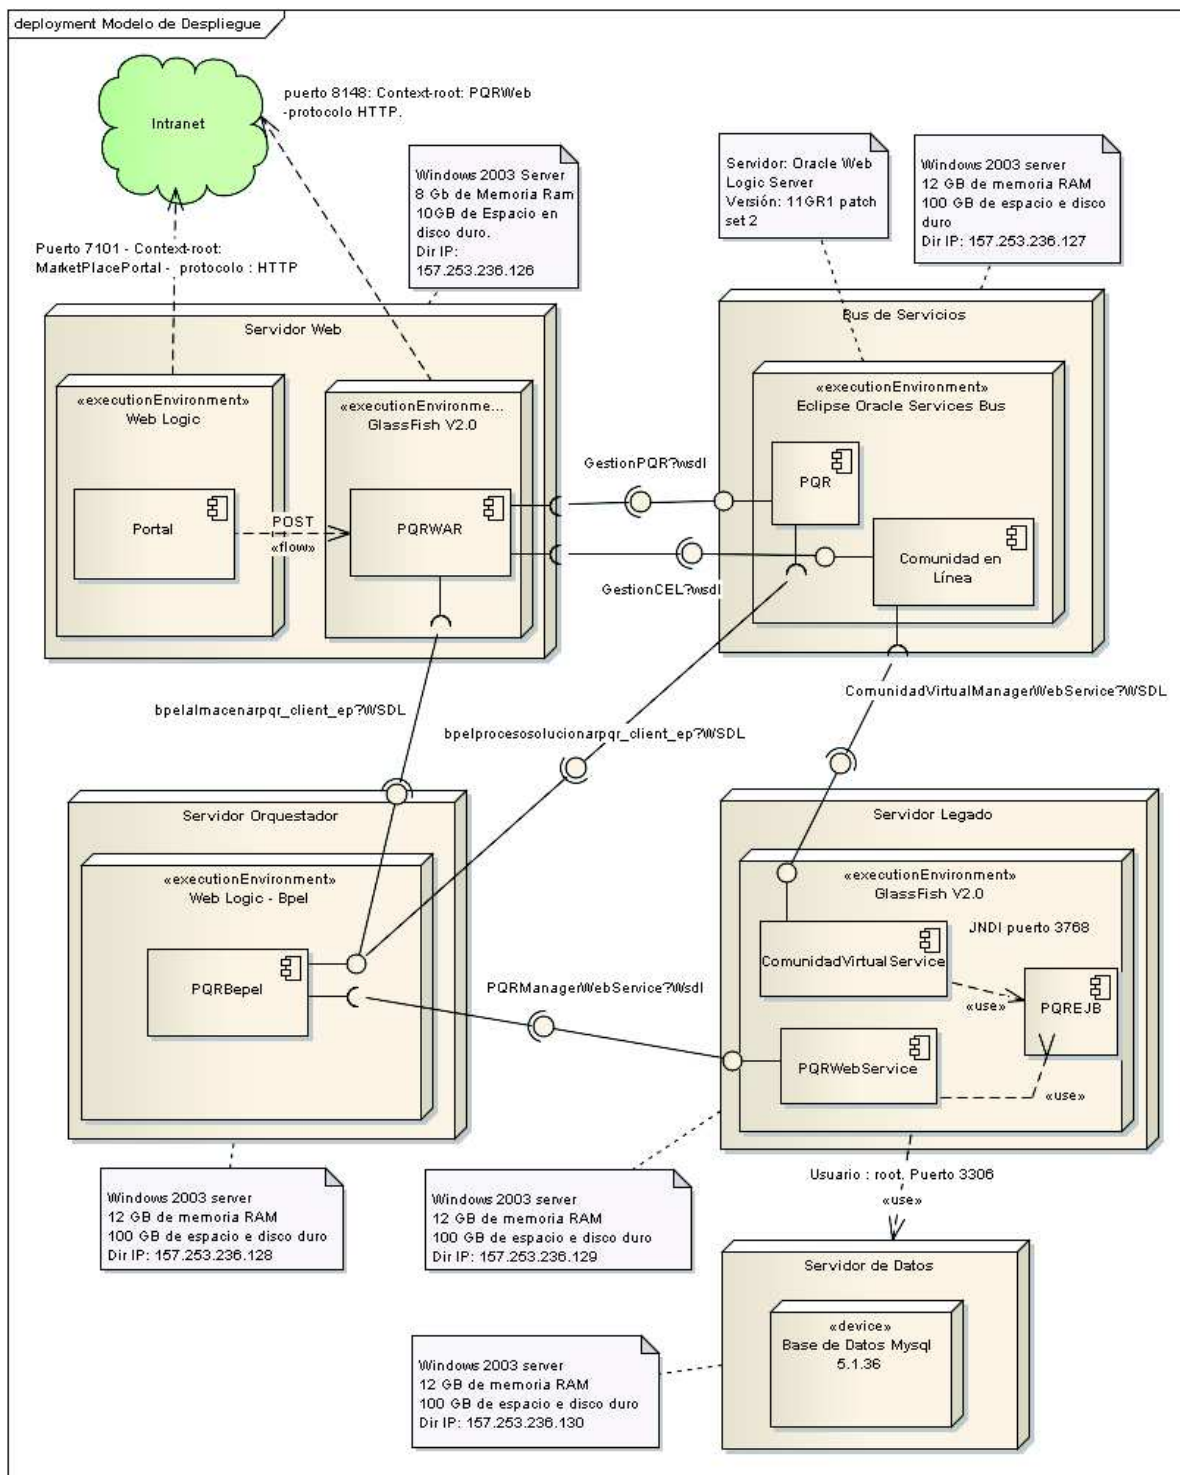 deployment Modelo de Despliegue
Intranet
puerto 8148: Context-root: PQRWeb
-protocolo HTTP.
Puerto 7101 - Context-root:
MarketPlacePortal - protocolo : HTTP
Windows 2003 Server
8 Gb de Memoria Ram
10GB de Espacio en
disco duro.
Dir IP:
157.253.236.126
Servidor: Oracle Web
Logic Server
Versión: 11GR1 patch
set 2
Windows 2003 server
12 GB de memoria RAM
100 GB de espacio e disco
duro
Dir IP: 157.253.236.127
Servidor Web
«executionEnvironment»
Web Logic
Portal
POST
«flow»
«executionEnvironme...
GlassFish V2.0
PQRWAR
Bus de Servicios
«executionEnvironment»
Eclipse Oracle Services Bus
PQR
Comunidad en
Línea
GestionPQR?wsdl
GestionCEL?wsdl
bpelalmacenarpqr_client_ep?WSDL
bpelprocesosolucionarpqr_client_ep?WSDL
ComunidadVirtualManagerWebService?WSDL
Servidor Orquestador
«executionEnvironment»
Web Logic - Bpel
PQRBepel
PQRManagerWebService?Wsdl
Servidor Legado
«executionEnvironment»
GlassFish V2.0
JNDI puerto 3768
ComunidadVirtualService
«use»
PQREJB
PQRWebService
«use»
Windows 2003 server
12 GB de memoria RAM
100 GB de espacio e disco duro
Dir IP: 157.253.236.128
Windows 2003 server
12 GB de memoria RAM
100 GB de espacio e disco duro
Dir IP: 157.253.236.129
Usuario : root. Puerto 3306
«use»
Servidor de Datos
«device»
Base de Datos Mysql
5.1.36
Windows 2003 server
12 GB de memoria RAM
100 GB de espacio e disco duro
Dir IP: 157.253.236.130